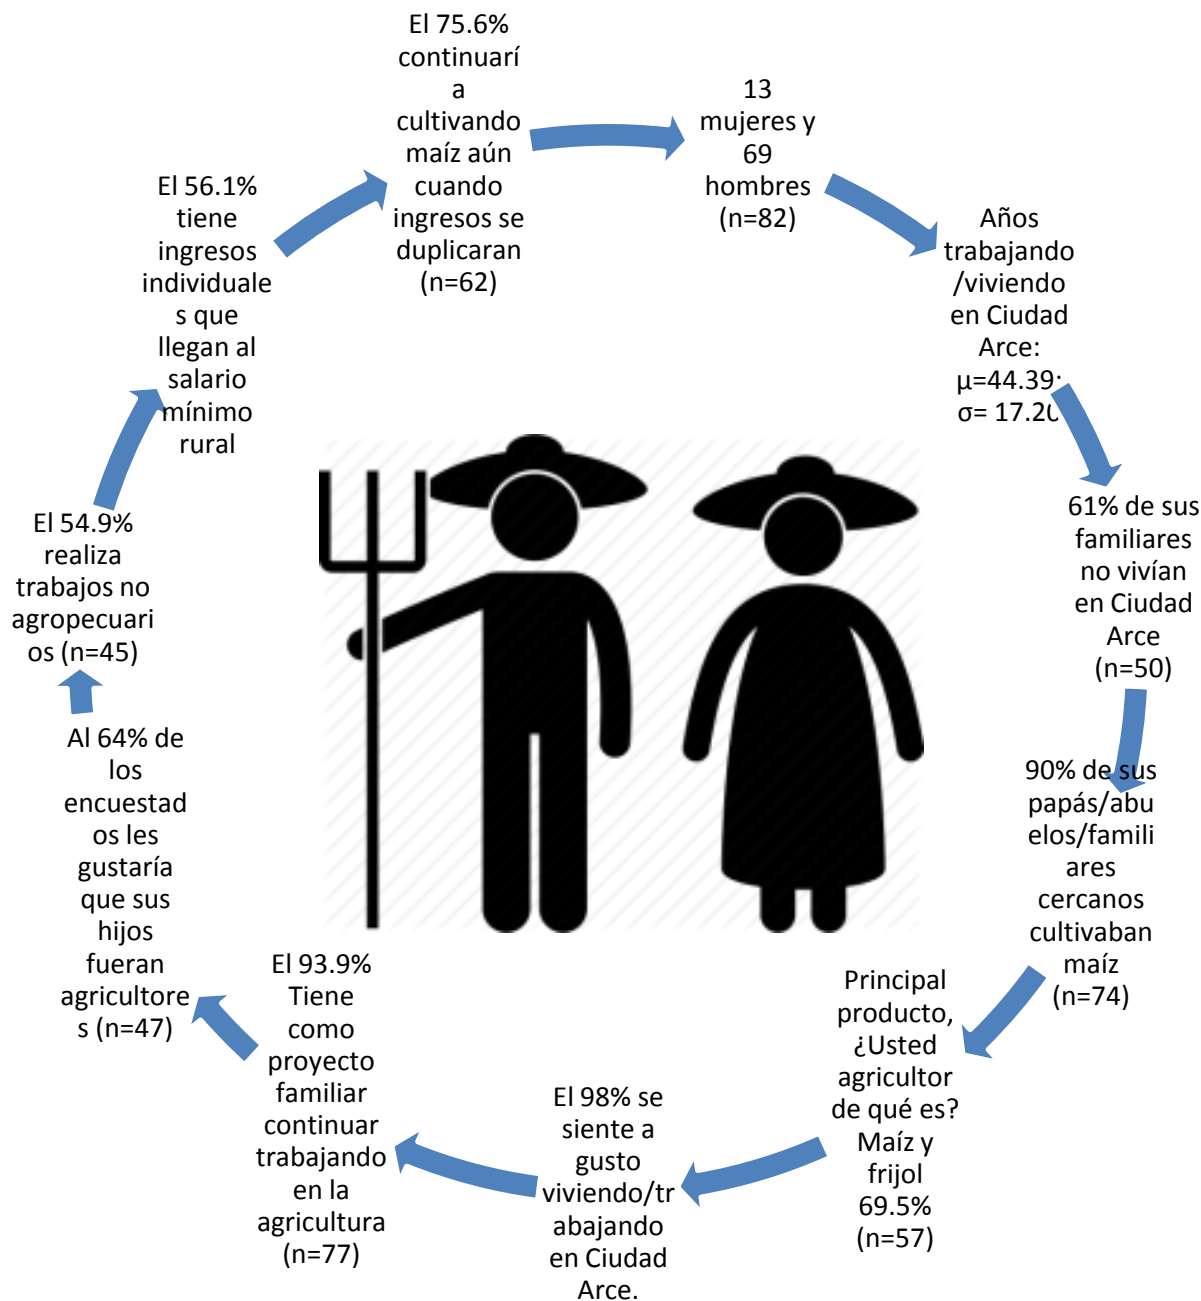 El 75.6%
continuarí
a
cultivando
maíz aún
cuando
ingresos se
duplicaran
(n=62)
13
mujeres y
69
hombres
(n=82)
Años
trabajando
/viviendo
en Ciudad
Arce:
μ=44.39;
σ= 17.20
61% de sus
familiares
no vivían
en Ciudad
Arce
(n=50)
90% de sus
papás/abu
elos/famili
ares
cercanos
cultivaban
maíz
(n=74)
Principal
producto,
¿Usted
agricultor
de qué es?
Maíz y
frijol
69.5%
(n=57)
El 98% se
siente a
gusto
viviendo/tr
abajando
en Ciudad
Arce.
El 93.9%
Tiene
como
proyecto
familiar
continuar
trabajando
en la
agricultura
(n=77)
Al 64% de
los
encuestad
os les
gustaría
que sus
hijos
fueran
agricultore
s (n=47)
El 54.9%
realiza
trabajos no
agropecuari
os (n=45)
El 56.1%
tiene
ingresos
individuale
s que
llegan al
salario
mínimo
rural